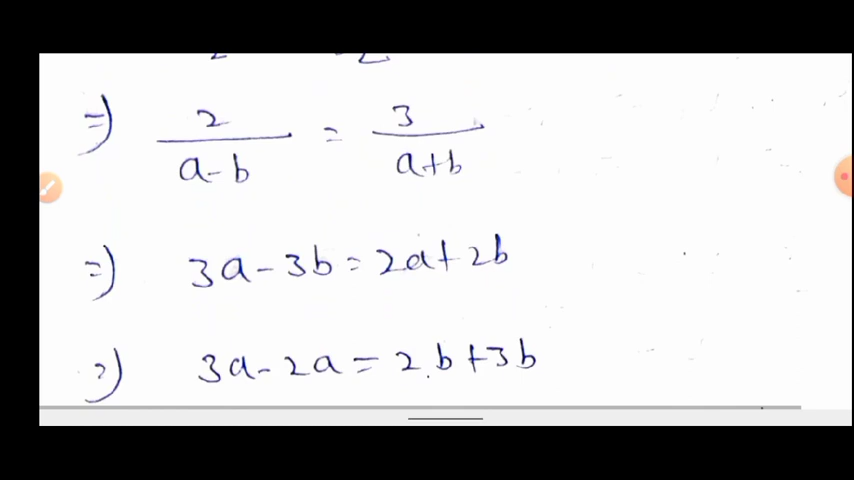 =) 2/(a-b) = 3/(a+b)
=) 3a-3b=2a+2b
=) 3a-2a=2b+3b